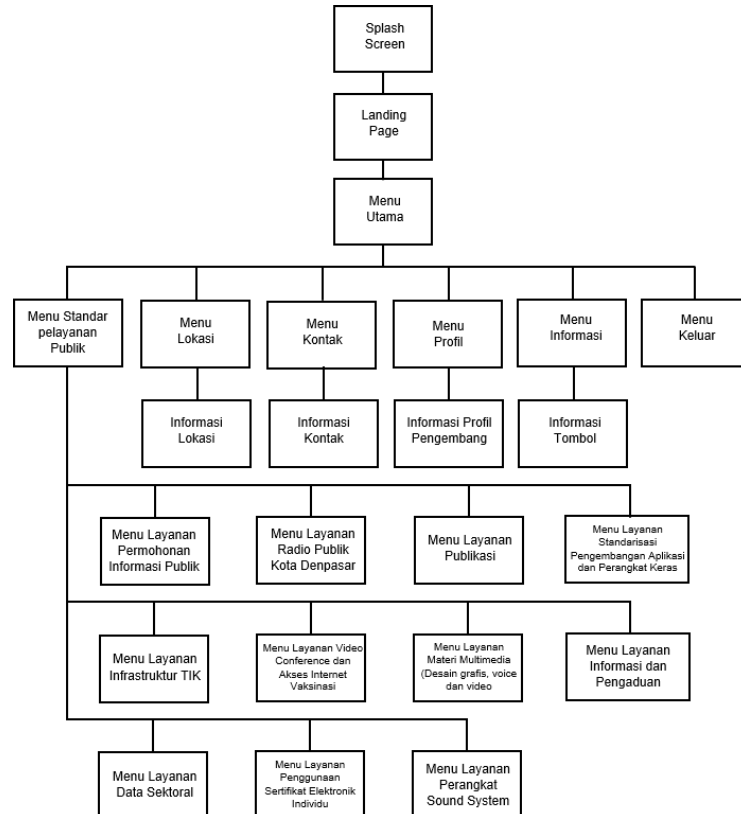 Splash
Screen
Landing
Page
Menu
Utama
Menu Standar
pelayanan
Publik
Menu
Lokasi
Menu
Kontak
Menu
Profil
Menu
Informasi
Menu
Keluar
Informasi
Lokasi
Informasi
Kontak
Informasi Profil
Pengembang
Informasi
Tombol
Menu Layanan
Permohonan
Informasi Publik
Menu Layanan
Radio Publik
Kota Denpasar
Menu Layanan
Publikasi
Menu Layanan
Standarisasi
Pengembangan Aplikasi
dan Perangkat Keras
Menu Layanan
Infrastruktur TIK
Menu Layanan Video
Conference dan
Akses Internet
Vaksinasi
Menu Layanan
Materi Multimedia
(Desain grafis, voice
dan video
Menu Layanan
Informasi dan
Pengaduan
Menu Layanan
Data Sektoral
Menu Layanan
Penggunaan
Sertifikat Elektronik
Individu
Menu Layanan
Perangkat
Sound System